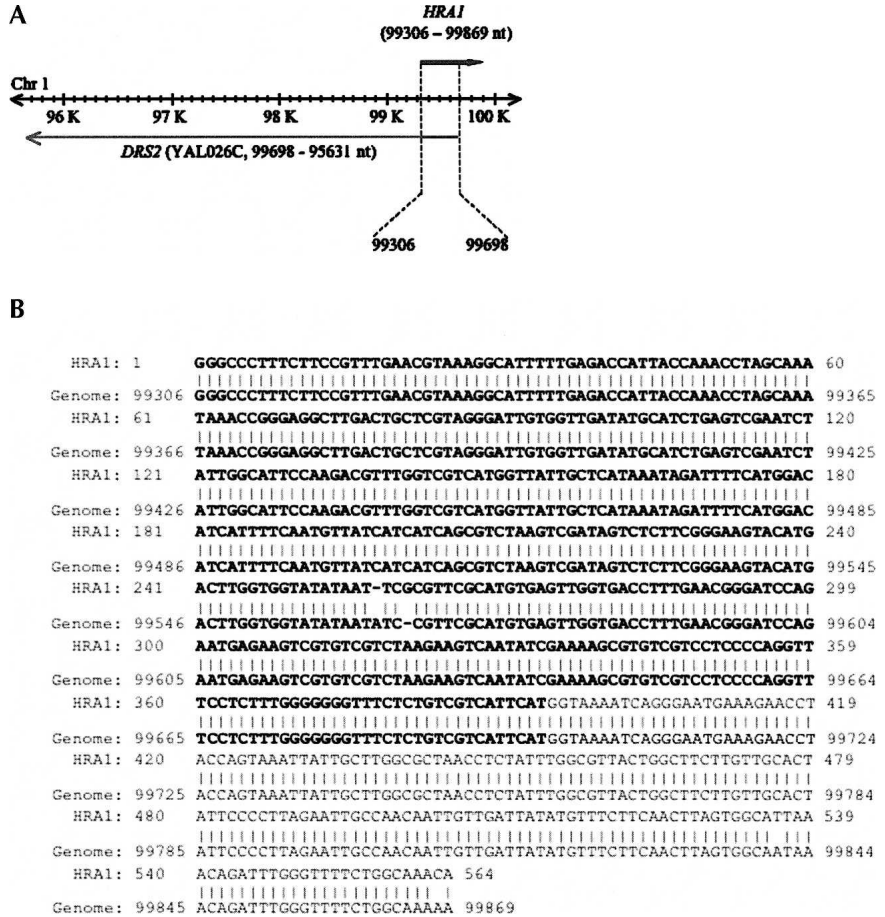 A
HRA1
(99306 – 99869 nt)
Chr 1
96 K 97 K 98 K 99 K 100 K
DRS2 (YAL026C, 99698 - 95631 nt)
99306 99698
B
HRA1: 1 GGGCCCTTTCTTCCGTTTGAACGTAAAGGCATTTTTGAGACCATTACCAAACCTAGCAAA 60
Genome: 99306 GGGCCCTTTCTTCCGTTTGAACGTAAAGGCATTTTTGAGACCATTACCAAACCTAGCAAA 99365
HRA1: 61 TAAACCGGGAGGCTTGACTGCTCGTAGGGATTGTGGTTGATATGCATCTGAGTCGAATCT 120
Genome: 99366 TAAACCGGGAGGCTTGACTGCTCGTAGGGATTGTGGTTGATATGCATCTGAGTCGAATCT 99425
HRA1: 121 ATTGGCATTCCAAGACGTTTGGTCGTCATGGTTATTGCTCATAAATAGATTTTCATGGAC 180
Genome: 99426 ATTGGCATTCCAAGACGTTTGGTCGTCATGGTTATTGCTCATAAATAGATTTTCATGGAC 99485
HRA1: 181 ATCATTTTCAATGTTATCATCATCAGCGTCTAAGTCGATAGTCTCTTCGGGAAGTACATG 240
Genome: 99486 ATCATTTTCAATGTTATCATCATCAGCGTCTAAGTCGATAGTCTCTTCGGGAAGTACATG 99545
HRA1: 241 ACTTGGTGGTATATAAT-TCGCGTTCGCATGTGAGTTGGTGACCTTTGAACGGGATCCAG 299
Genome: 99546 ACTTGGTGGTATATAATATC-CGTTCGCATGTGAGTTGGTGACCTTTGAACGGGATCCAG 99604
HRA1: 300 AATGAGAAGTCGTGTCGTCTAAGAAGTCAATATCGAAAAGCGTGTCGTCCTCCCCAGGTT 359
Genome: 99605 AATGAGAAGTCGTGTCGTCTAAGAAGTCAATATCGAAAAGCGTGTCGTCCTCCCCAGGTT 99664
HRA1: 360 TCCTCTTTGGGGGGGTTTCTCTGTCGTCATTCATGGTAAAATCAGGGAATGAAAGAACCT 419
Genome: 99665 TCCTCTTTGGGGGGGTTTCTCTGTCGTCATTCATGGTAAAATCAGGGAATGAAAGAACCT 99724
HRA1: 420 ACCAGTAAATTATTGCTTGGCGCTAACCTCTATTTGGCGTTACTGGCTTCTTGTTGCACT 479
Genome: 99725 ACCAGTAAATTATTGCTTGGCGCTAACCTCTATTTGGCGTTACTGGCTTCTTGTTGCACT 99784
HRA1: 480 ATTCCCCTTAGAATTGCCAACAATTGTTGATTATATGTTTCTTCAACTTAGTGGCATTAA 539
Genome: 99785 ATTCCCCTTAGAATTGCCAACAATTGTTGATTATATGTTTCTTCAACTTAGTGGCAATAA 99844
HRA1: 540 ACAGATTTGGGTTTTCTGGCAAACA 564
Genome: 99845 ACAGATTTGGGTTTTCTGGCAAAAA 99869